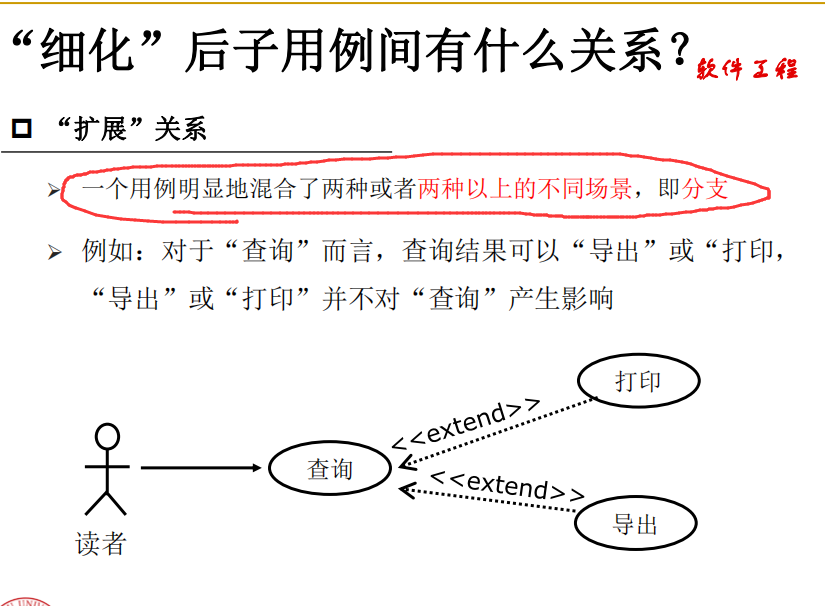 “细化”后子用例间有什么关系？
软件工程
“扩展”关系
一个用例明显地混合了两种或者两种以上的不同场景，即分支
例如：对于“查询”而言，查询结果可以“导出”或“打印，
“导出”或“打印”并不对“查询”产生影响
打印
<<extend>>
查询
<<extend>>
导出
读者